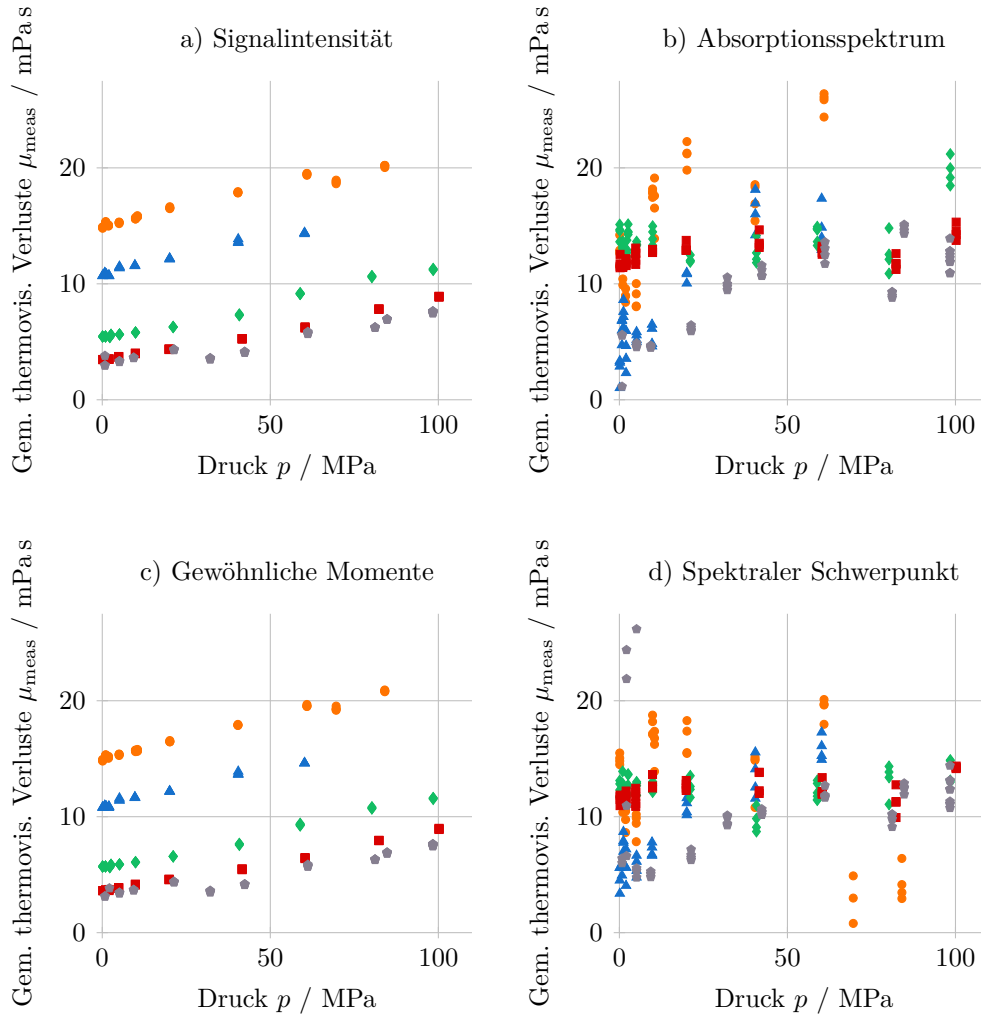 a) Signalintensität
Gem. thermovis. Verluste μmeas / mPa s
20
10
0
0 50 100
Druck p / MPa
b) Absorptionsspektrum
Gem. thermovis. Verluste μmeas / mPa s
20
10
0
0 50 100
Druck p / MPa
c) Gewöhnliche Momente
Gem. thermovis. Verluste μmeas / mPa s
20
10
0
0 50 100
Druck p / MPa
d) Spektraler Schwerpunkt
Gem. thermovis. Verluste μmeas / mPa s
20
10
0
0 50 100
Druck p / MPa